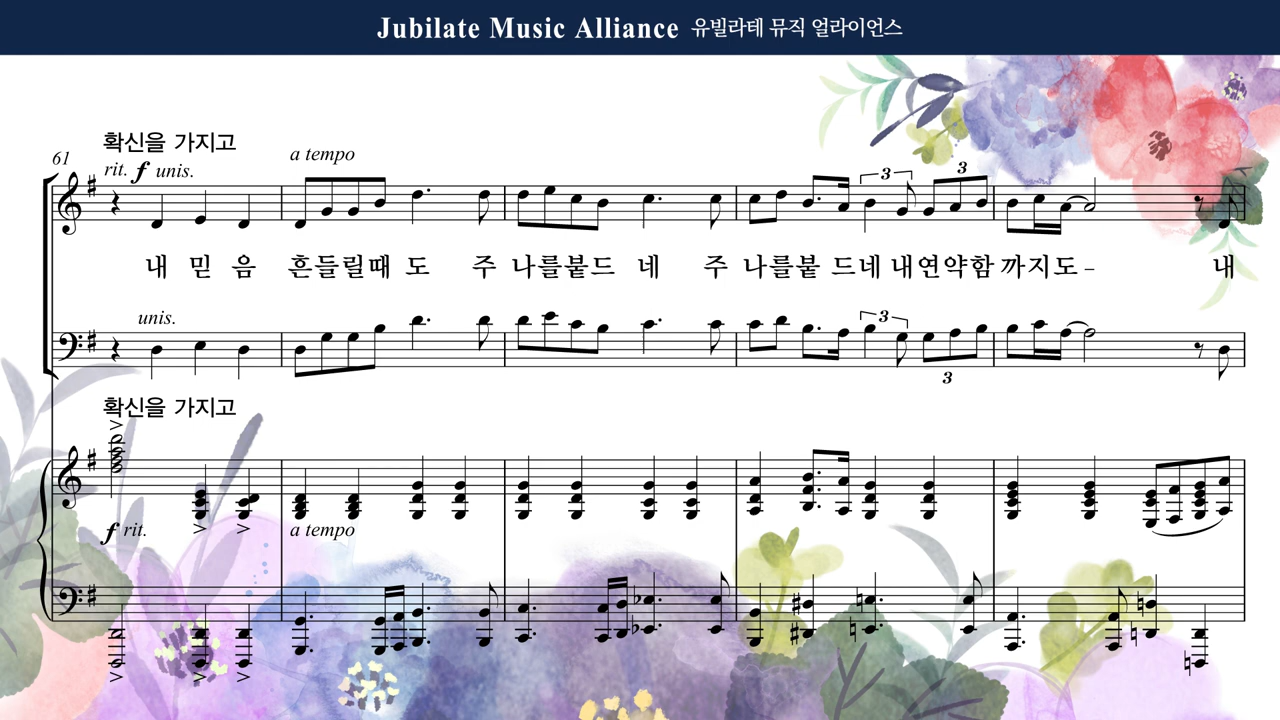 Jubilate Music Alliance 유빌라테 뮤직 얼라이언스
확신을 가지고
61
rit. f unis.
a tempo
3 3
내 믿 음 흔들릴때 도 주 나를붙드 네 주 나를붙 드네 내연약함 까지도– 내
unis.
3
3
확신을 가지고
f rit.
a tempo